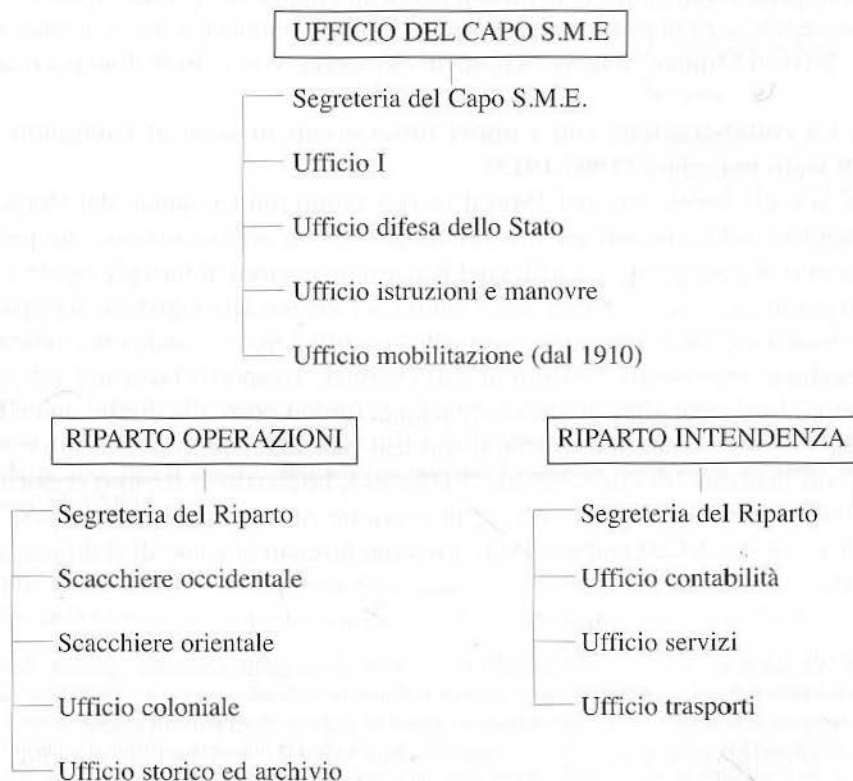 UFFICIO DEL CAPO S.M.E
Segreteria del Capo S.M.E.
Ufficio I
Ufficio difesa dello Stato
Ufficio istruzioni e manovre
Ufficio mobilitazione (dal 1910)
RIPARTO OPERAZIONI
Segreteria del Riparto
Scacchiere occidentale
Scacchiere orientale
Ufficio coloniale
Ufficio storico ed archivio
RIPARTO INTENDENZA
Segreteria del Riparto
Ufficio contabilità
Ufficio servizi
Ufficio trasporti